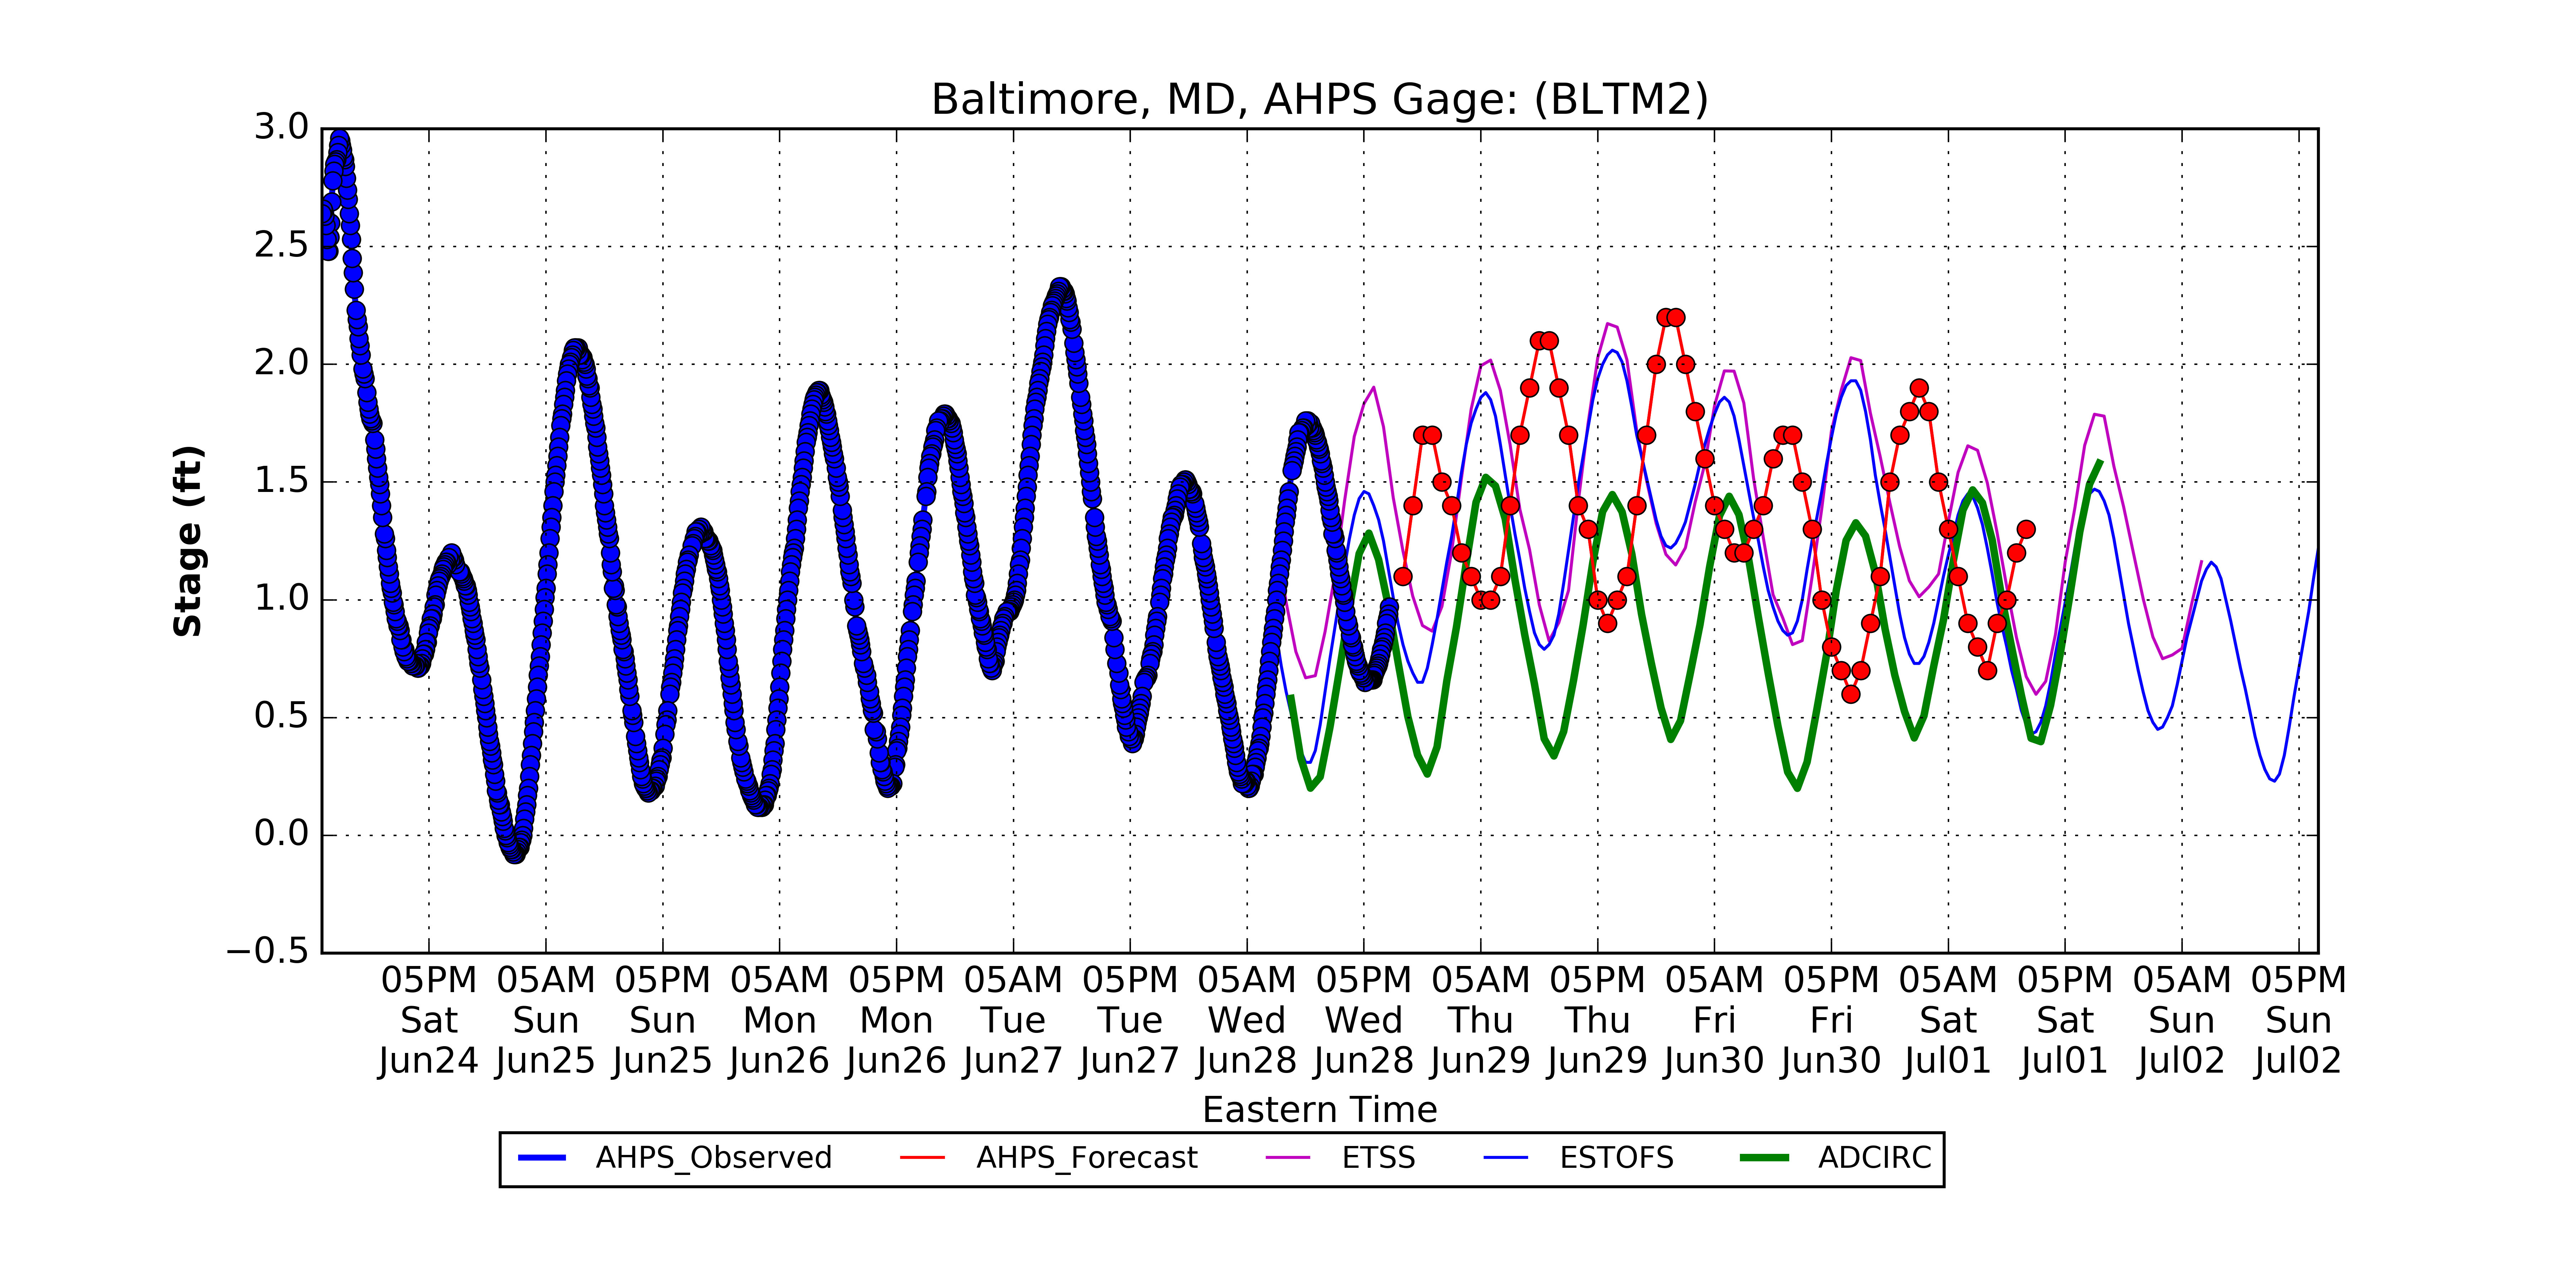 Baltimore, MD, AHPS Gage: (BLTM2)
3.0
2.5
2.0
1.5
1.0
0.5
0.0
−0.5
Stage (ft)
05PM 05AM 05PM 05AM 05PM 05AM 05PM 05AM 05PM 05AM 05PM 05AM 05PM 05AM 05PM 05AM 05PM
Sat Sun Sun Mon Mon Tue Tue Wed Wed Thu Thu Fri Fri Sat Sat Sun Sun
Jun24 Jun25 Jun25 Jun26 Jun26 Jun27 Jun27 Jun28 Jun28 Jun29 Jun29 Jun30 Jun30 Jul01 Jul01 Jul02 Jul02
Eastern Time
AHPS_Observed AHPS_Forecast ETSS ESTOFS ADCIRC